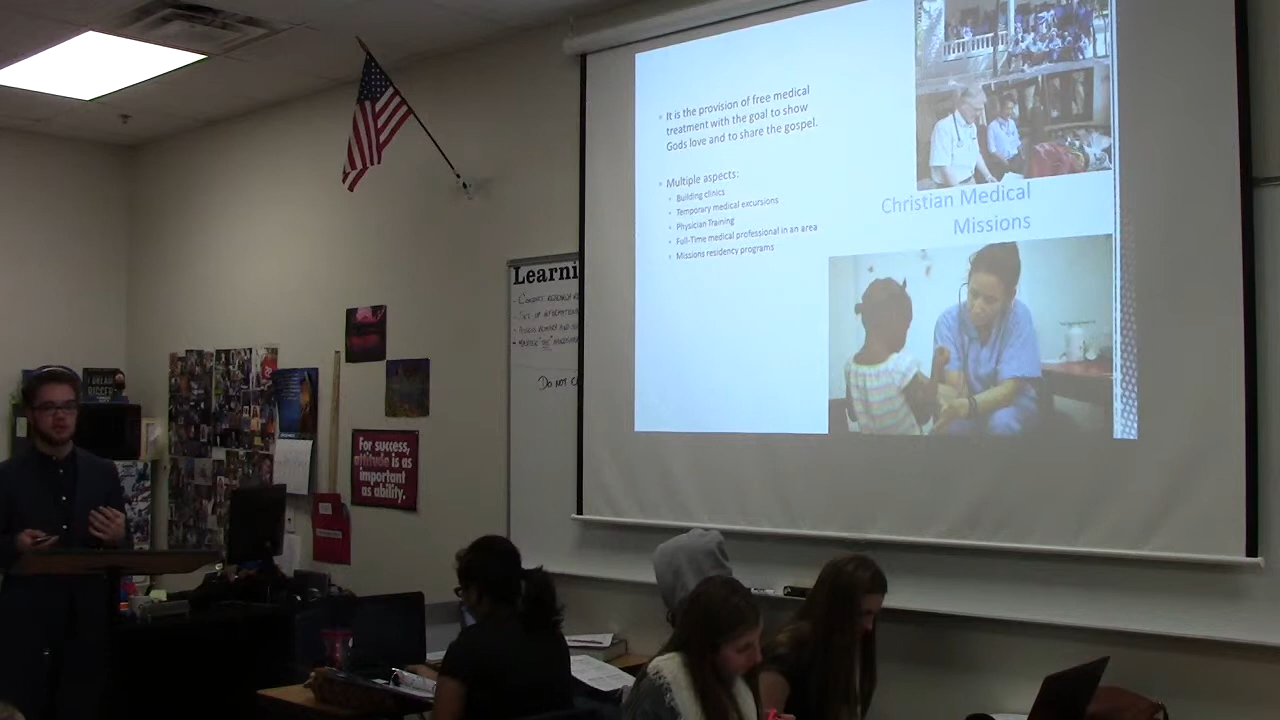 It is the provision of free medical
treatment with the goal to show
Gods love and to share the gospel.
Multiple aspects:
Building clinics
Temporary medical excursions
Physician Training
Full-Time medical professional in an area
Missions residency programs
Christian Medical
Missions
Learni
Do not c
For success,
attitude is as
important
as ability.
DREAM
BIGGER